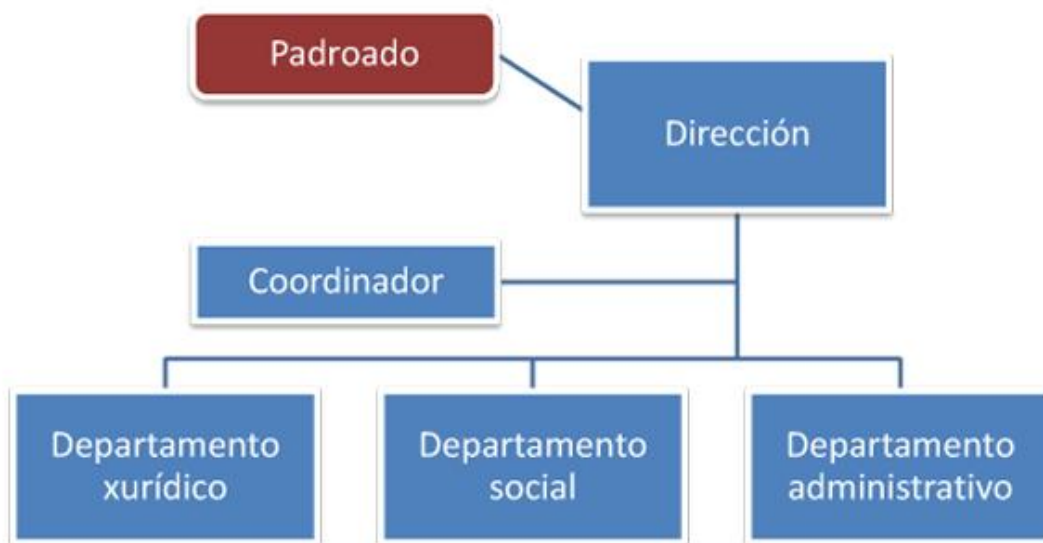 Padroado
Dirección
Coordinador
Departamento
xurídico
Departamento
social
Departamento
administrativo